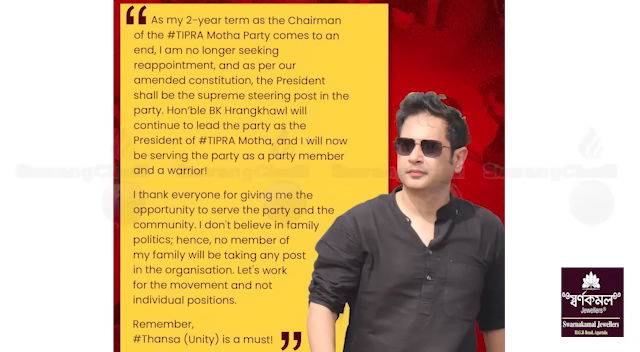 As my 2-year term as the Chairman
of the #TIPRA Motha Party comes to an
end, I am no longer seeking
reappointment, and as per our
amended constitution, the President
shall be the supreme steering post in the
party. Hon'ble BK Hrangkhawl will
continue to lead the party as the
President of #TIPRA Motha, and I will now
be serving the party as a party member
and a warrior!
I thank everyone for giving me the
opportunity to serve the party and the
community. I don't believe in family
politics; hence, no member of
my family will be taking any post
in the organisation. Let's work
for the movement and not
individual positions.
Remember,
#Thansa (Unity) is a must!
স্বর্ণকমল
Jewellers
Swarnakamal Jewellers
H.G.B Road, Agartala